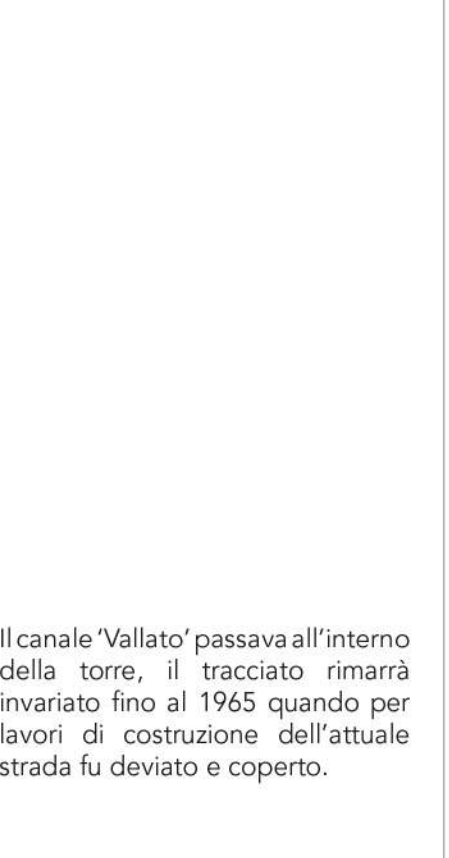 Il canale ‘Vallato’ passava all’interno
della torre, il tracciato rimarrà
invariato fino al 1965 quando per
lavori di costruzione dell’attuale
strada fu deviato e coperto.